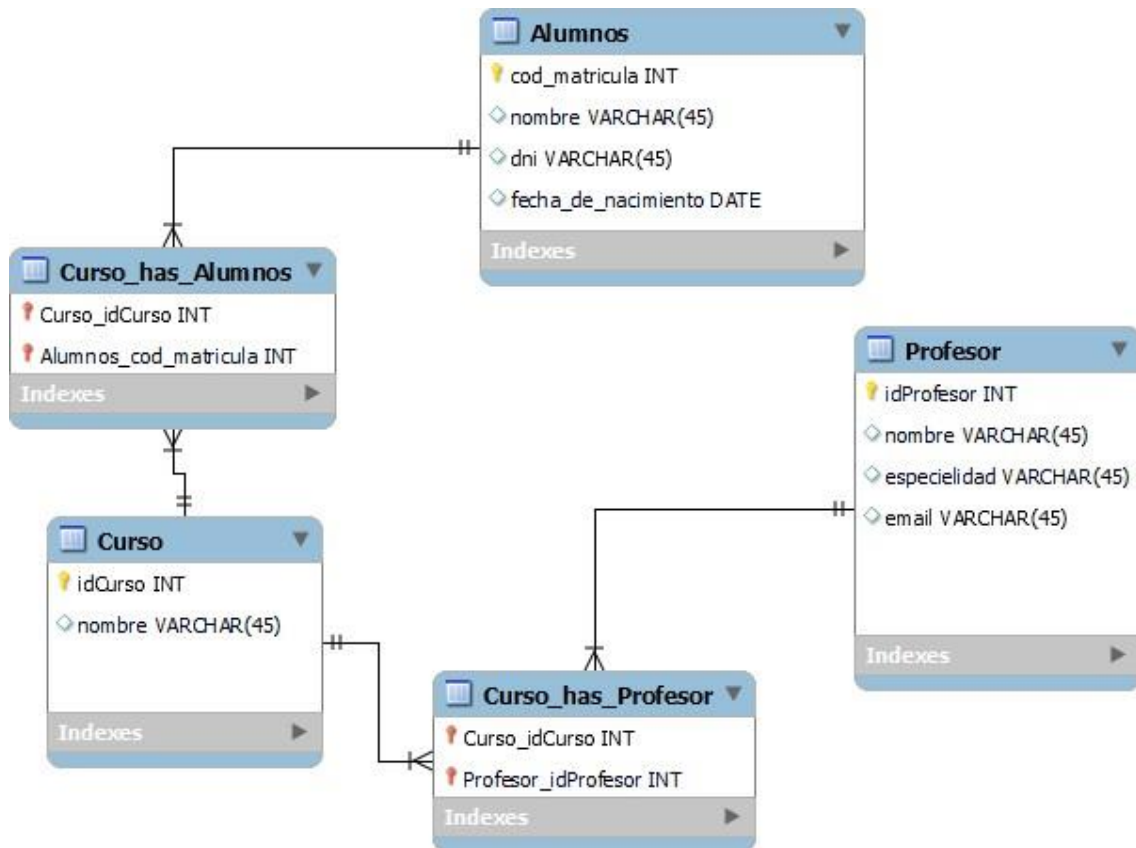 Alumnos
cod_matricula INT
nombre VARCHAR(45)
dni VARCHAR(45)
fecha_de_nacimiento DATE
Indexes
Curso_has_Alumnos
Curso_idCurso INT
Alumnos_cod_matricula INT
Indexes
Profesor
idProfesor INT
nombre VARCHAR(45)
especielidad VARCHAR(45)
email VARCHAR(45)
Indexes
Curso
idCurso INT
nombre VARCHAR(45)
Indexes
Curso_has_Profesor
Curso_idCurso INT
Profesor_idProfesor INT
Indexes